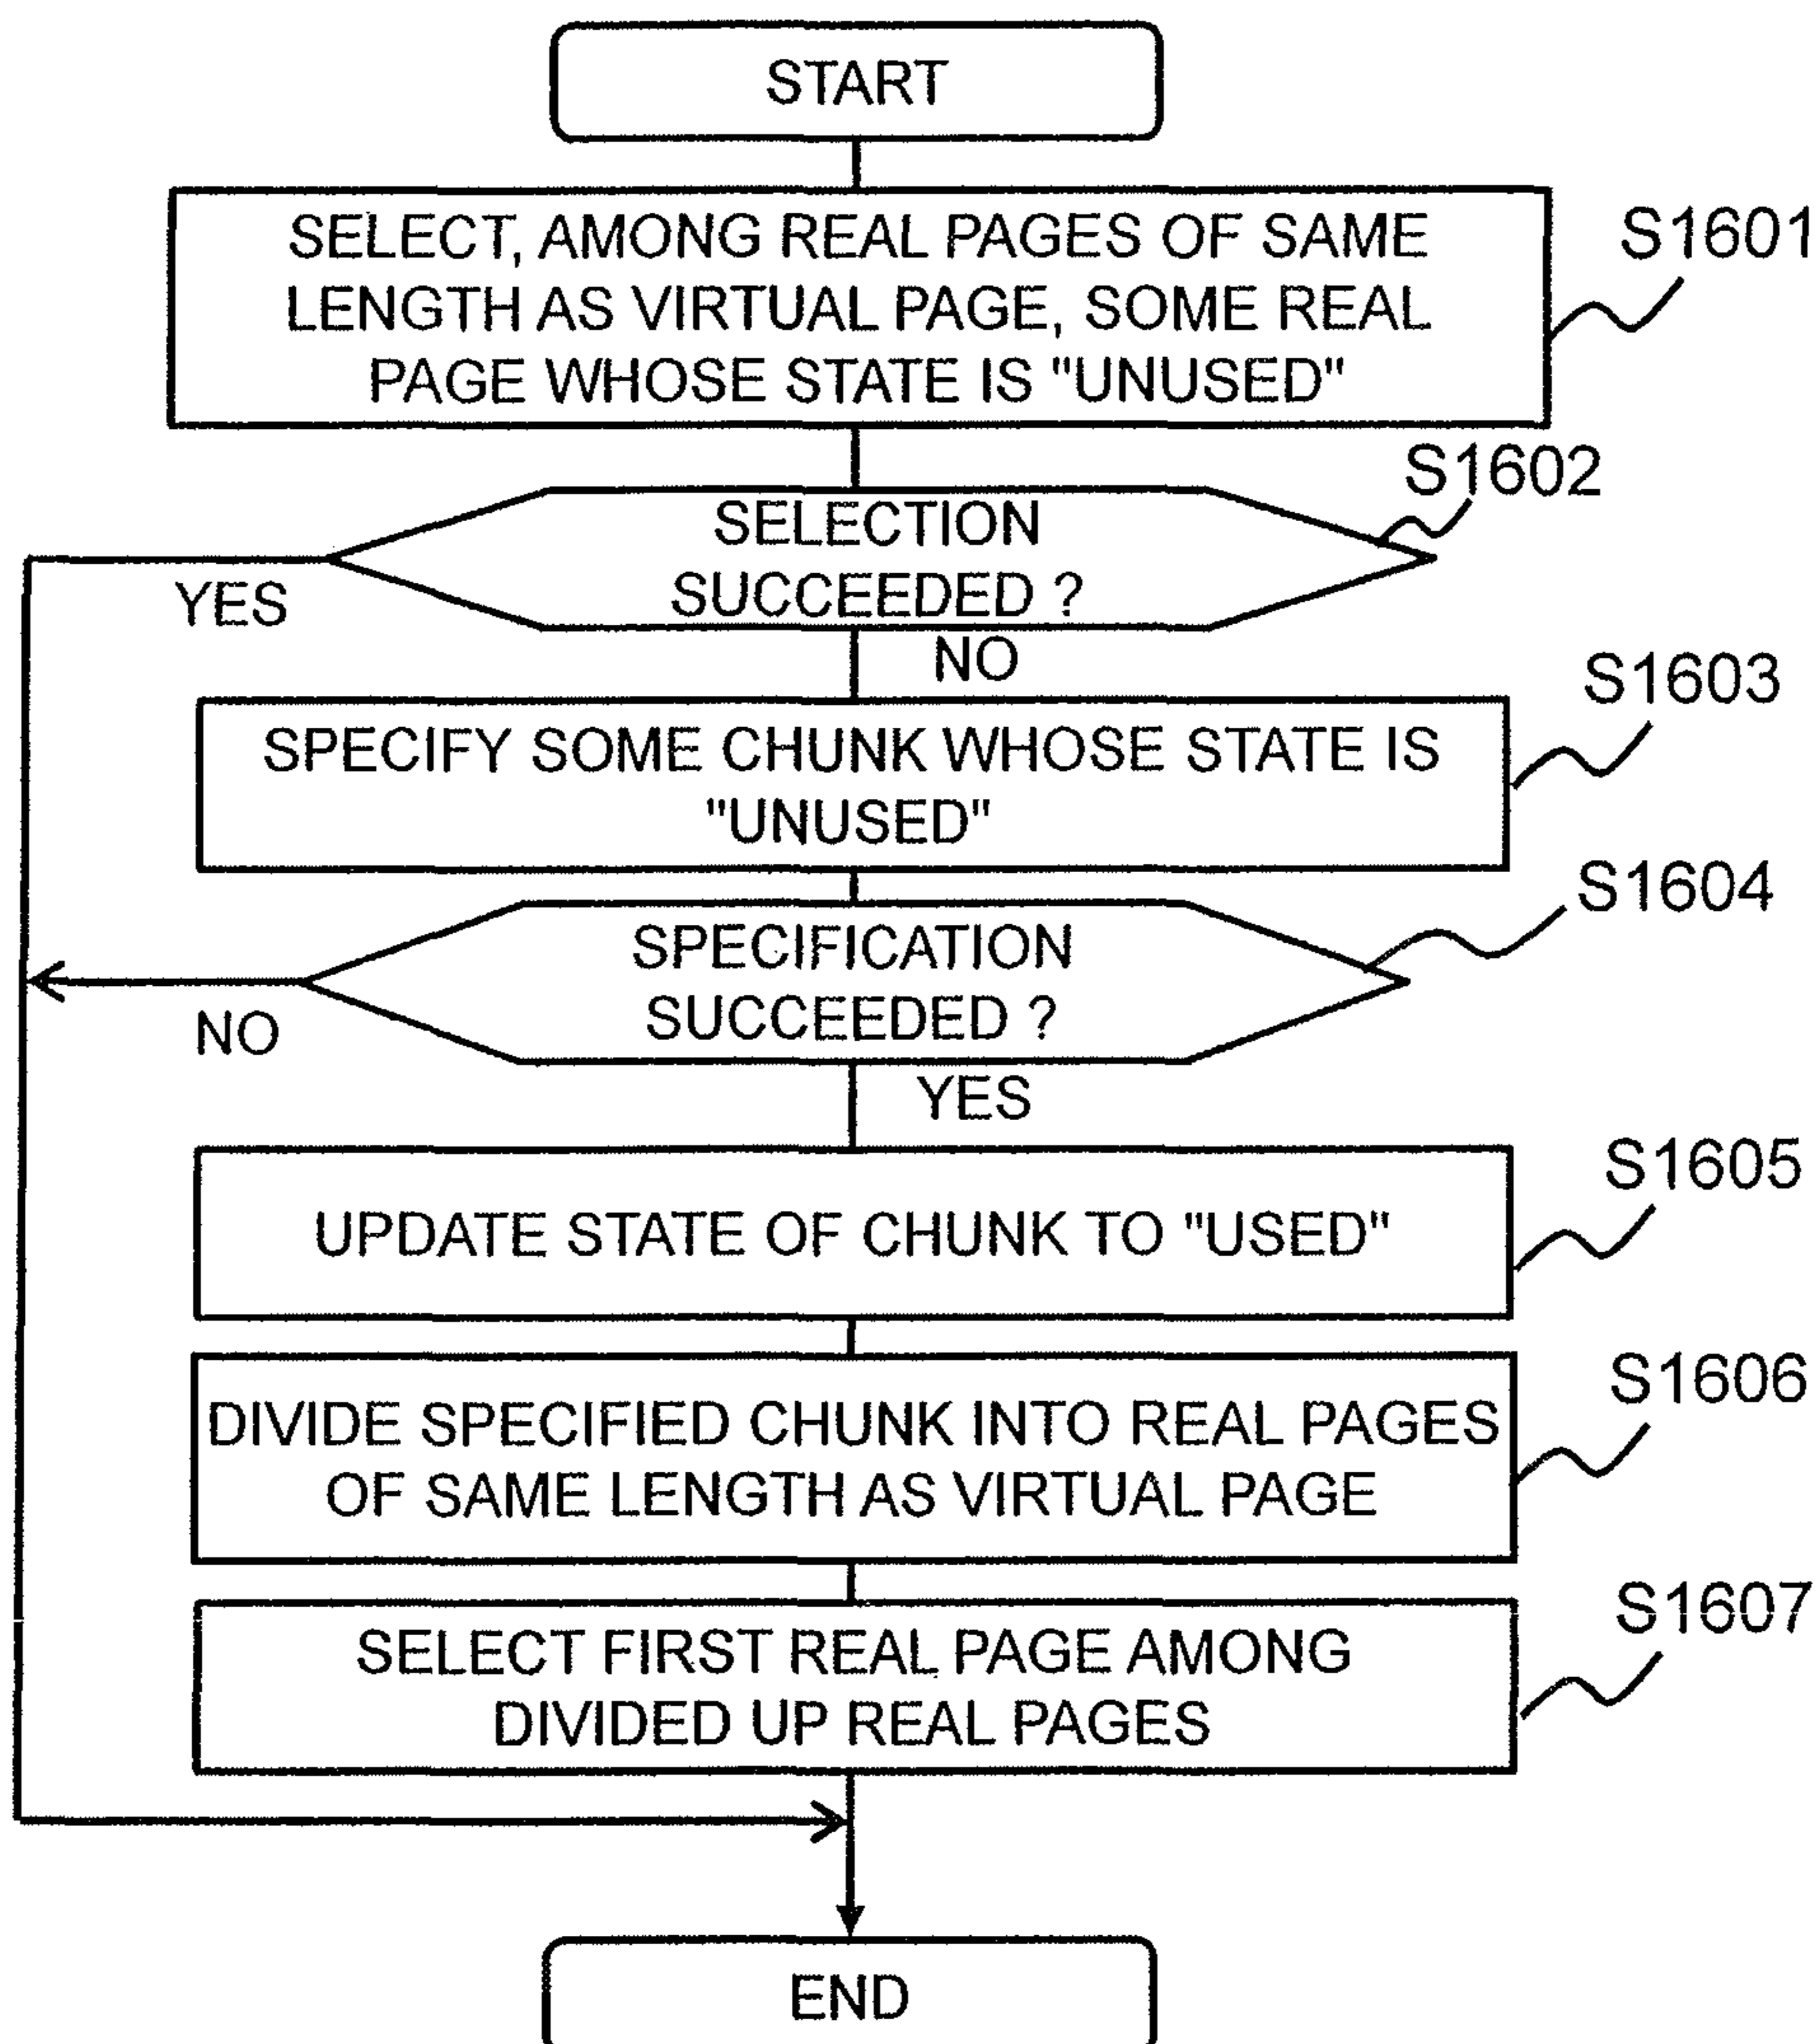 START
SELECT, AMONG REAL PAGES OF SAME
LENGTH AS VIRTUAL PAGE, SOME REAL
PAGE WHOSE STATE IS "UNUSED"
S1601
S1602
SELECTION
SUCCEEDED ?
YES
NO
S1603
SPECIFY SOME CHUNK WHOSE STATE IS
"UNUSED"
S1604
SPECIFICATION
SUCCEEDED ?
NO
YES
S1605
UPDATE STATE OF CHUNK TO "USED"
S1606
DIVIDE SPECIFIED CHUNK INTO REAL PAGES
OF SAME LENGTH AS VIRTUAL PAGE
S1607
SELECT FIRST REAL PAGE AMONG
DIVIDED UP REAL PAGES
END